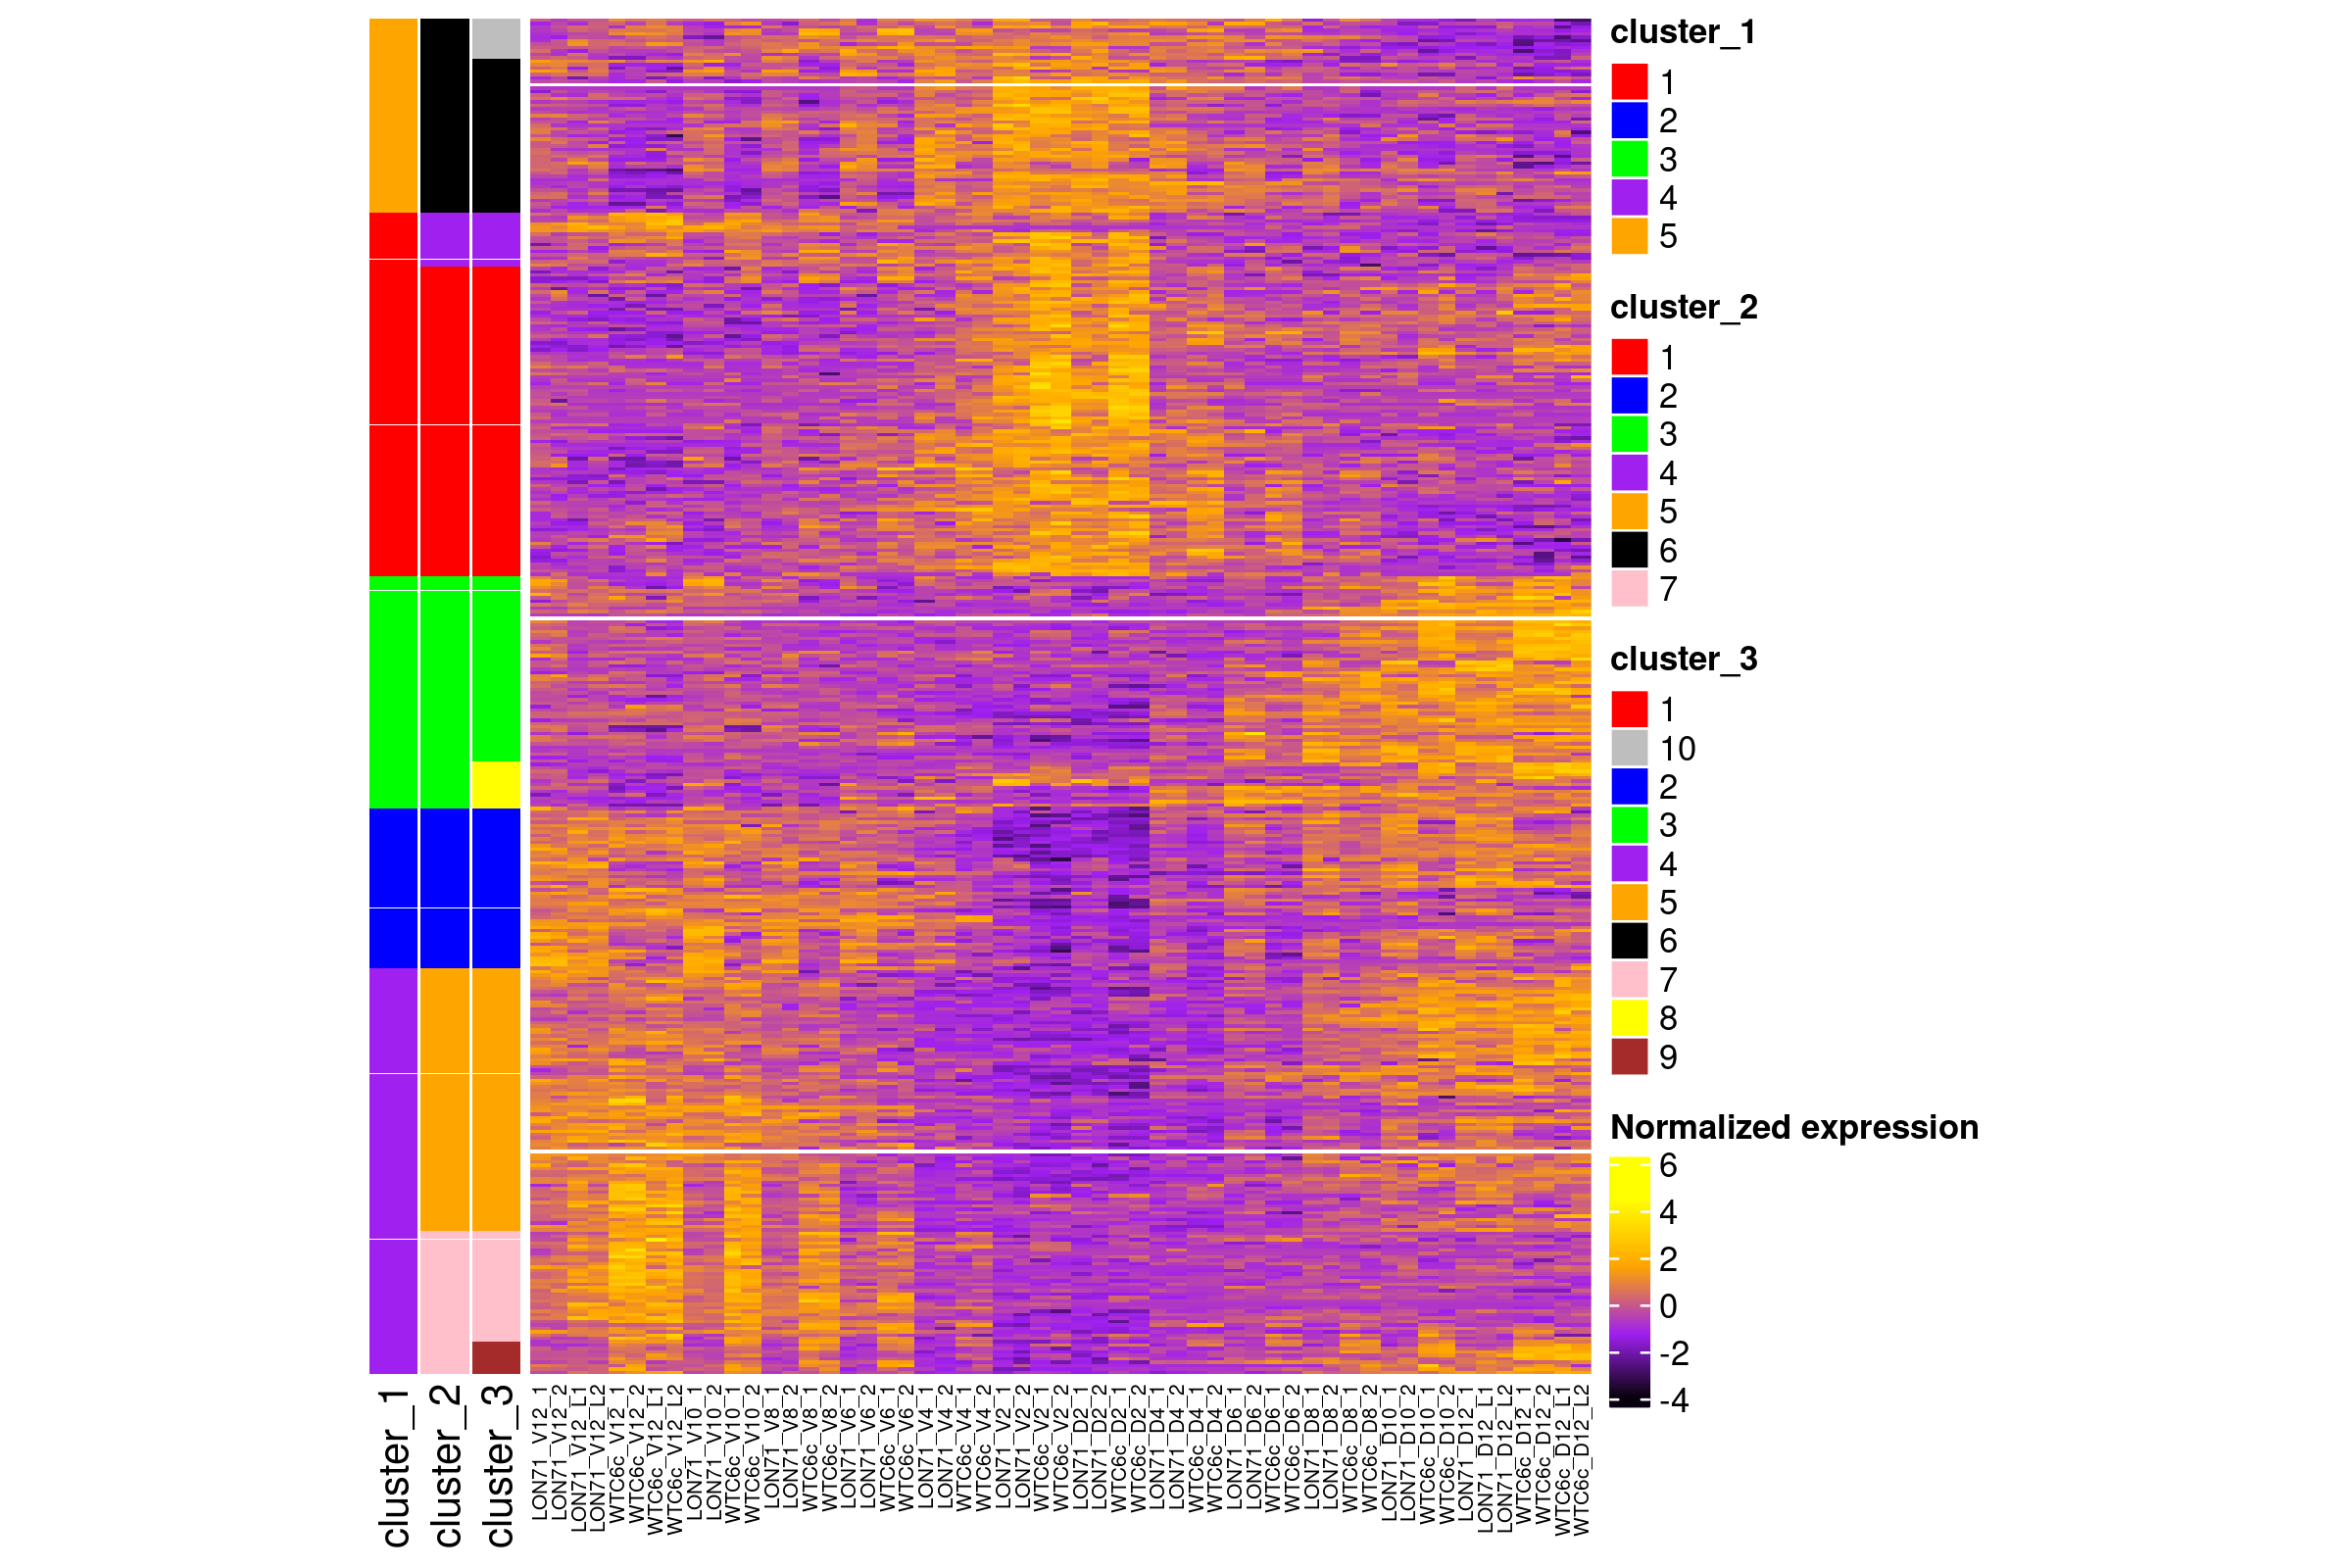 cluster_1
1
2
3
4
5
cluster_2
1
2
3
4
5
6
7
cluster_3
1
10
2
3
4
5
6
7
8
9
Normalized expression
6
4
2
0
-2
-4
cluster_1
cluster_2
cluster_3
LON71_V12_1
LON71_V12_2
LON71_V12_L1
LON71_V12_L2
WTC6c_V12_1
WTC6c_V12_2
WTC6c_V12_L1
WTC6c_V12_L2
LON71_V10_1
LON71_V10_2
WTC6c_V10_1
WTC6c_V10_2
LON71_V8_1
LON71_V8_2
WTC6c_V8_1
WTC6c_V8_2
LON71_V6_1
LON71_V6_2
WTC6c_V6_1
WTC6c_V6_2
LON71_V4_1
LON71_V4_2
WTC6c_V4_1
WTC6c_V4_2
LON71_V2_1
LON71_V2_2
WTC6c_V2_1
WTC6c_V2_2
LON71_D2_1
LON71_D2_2
WTC6c_D2_1
WTC6c_D2_2
LON71_D4_1
LON71_D4_2
WTC6c_D4_1
WTC6c_D4_2
LON71_D6_1
LON71_D6_2
WTC6c_D6_1
WTC6c_D6_2
LON71_D8_1
LON71_D8_2
WTC6c_D8_1
WTC6c_D8_2
LON71_D10_1
LON71_D10_2
WTC6c_D10_1
WTC6c_D10_2
LON71_D12_1
LON71_D12_L1
LON71_D12_L2
WTC6c_D12_1
WTC6c_D12_2
WTC6c_D12_L1
WTC6c_D12_L2